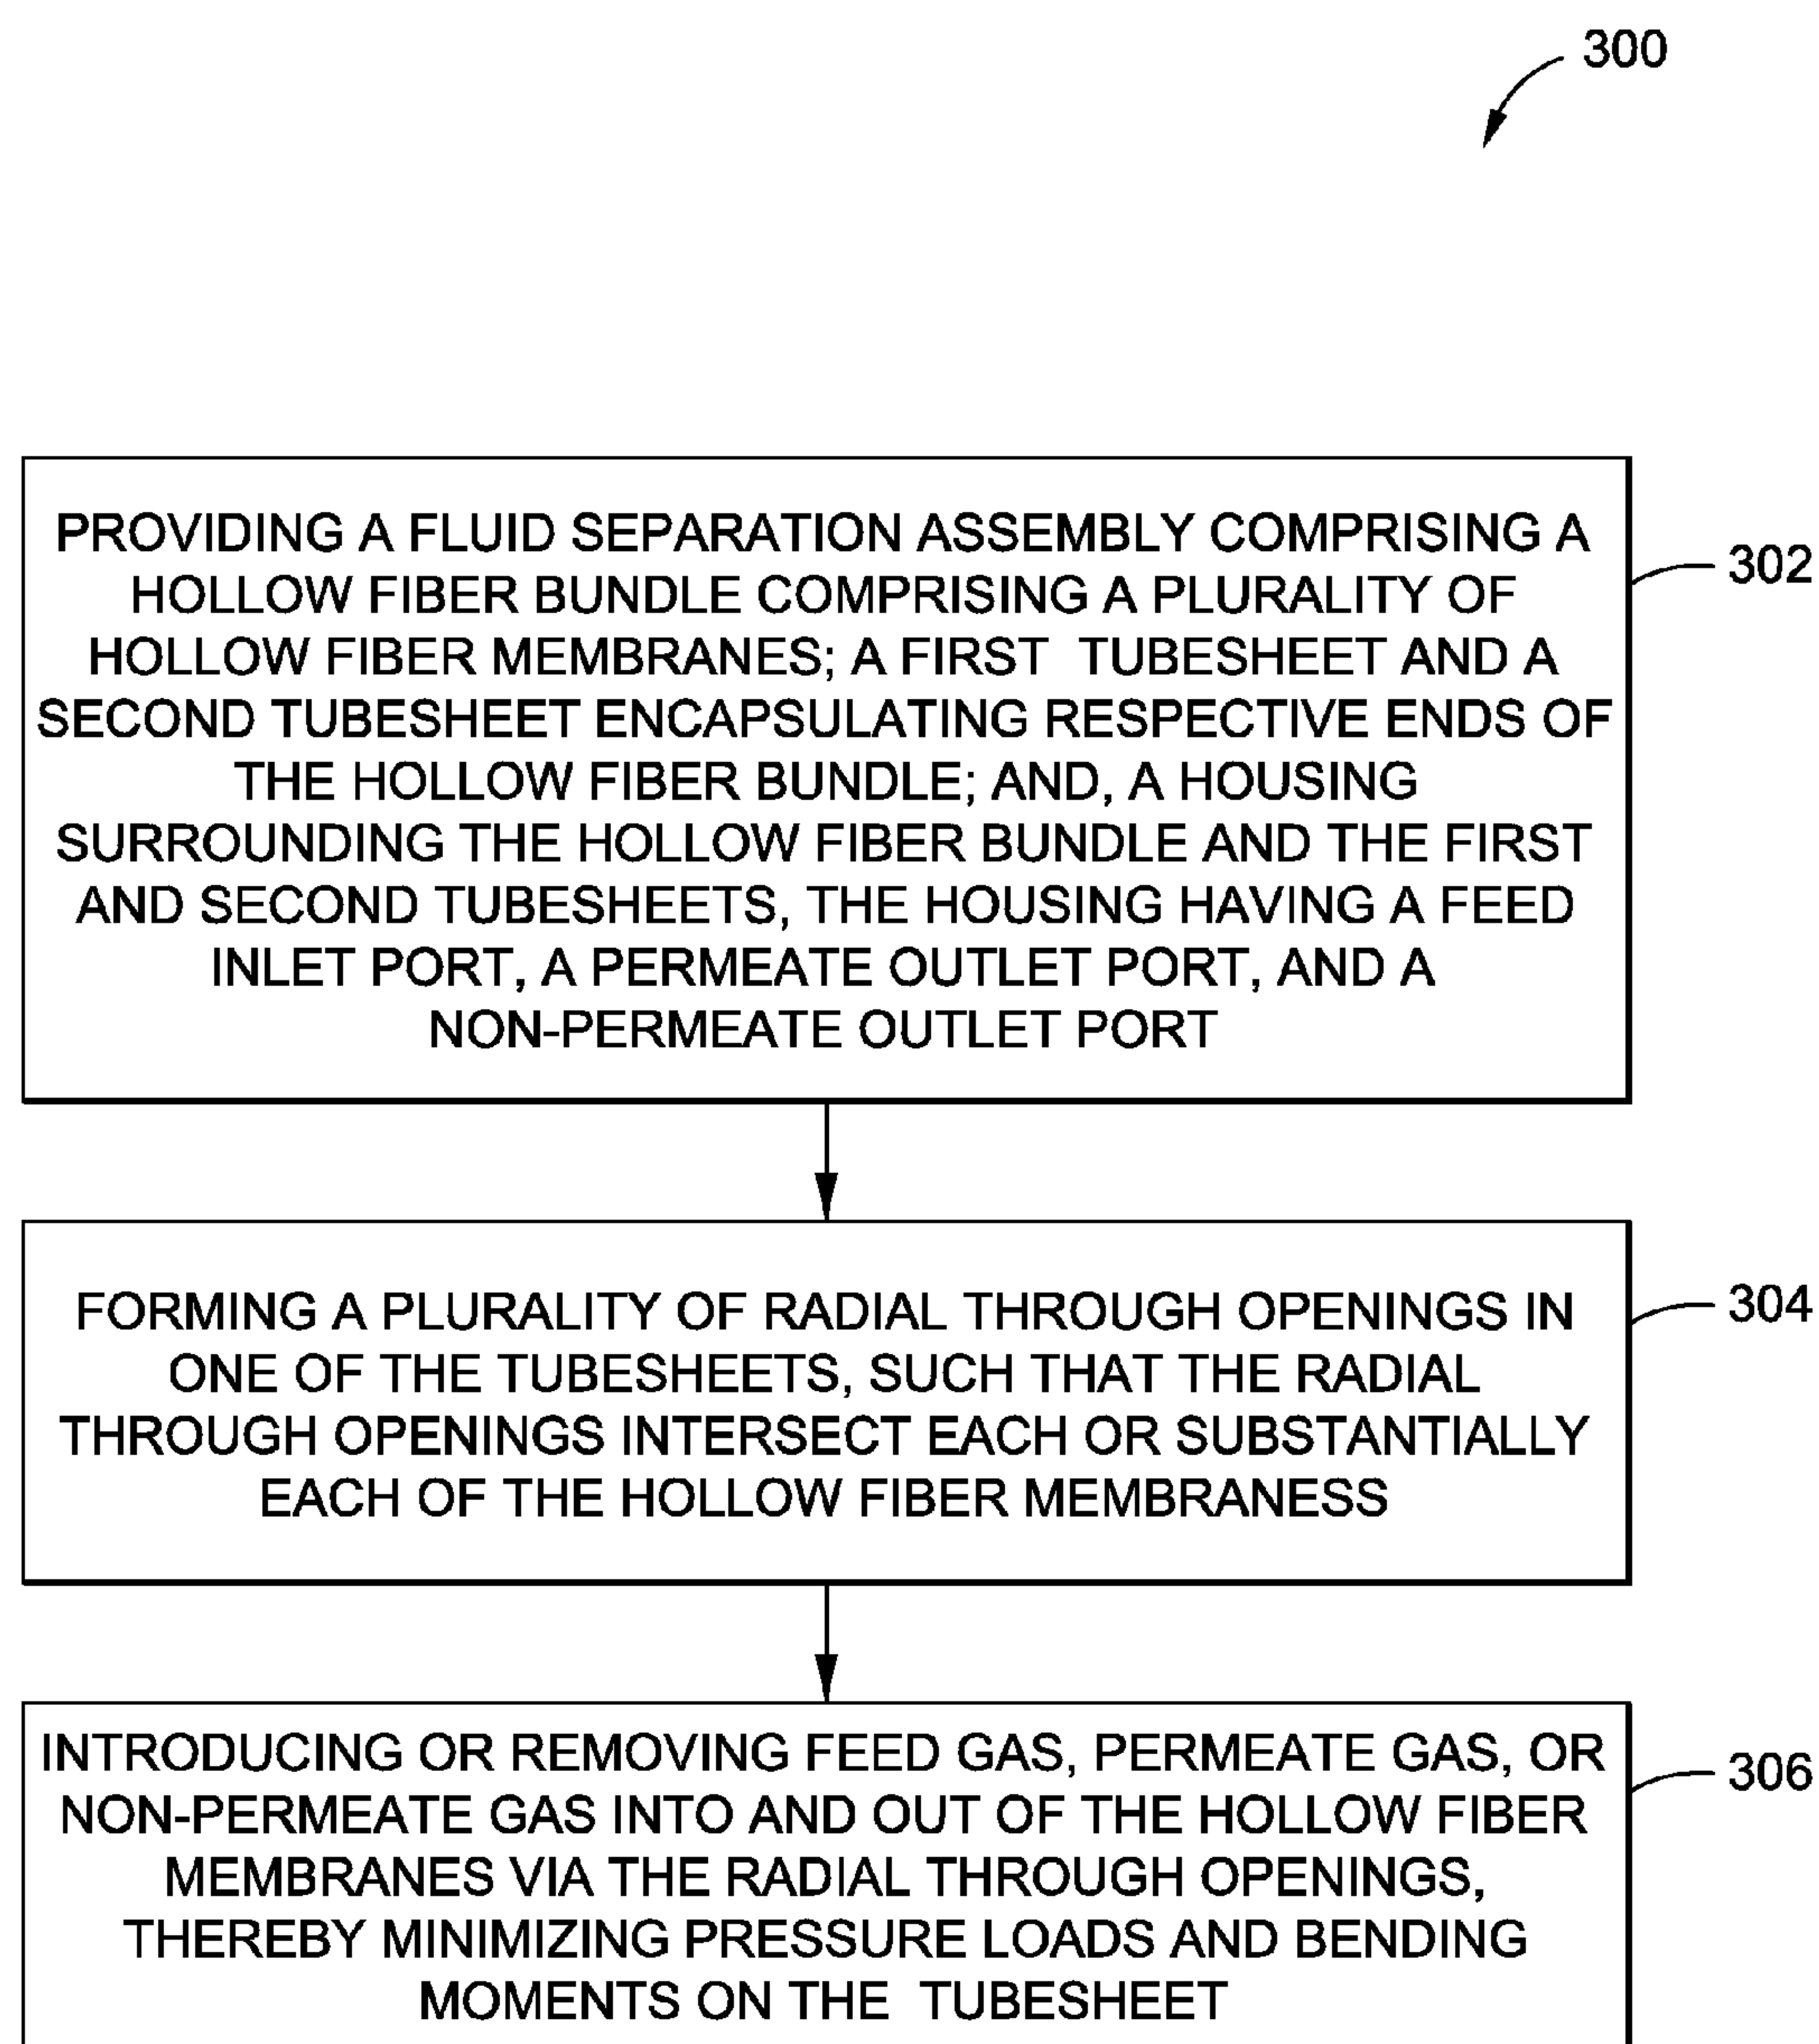 300
PROVIDING A FLUID SEPARATION ASSEMBLY COMPRISING A
HOLLOW FIBER BUNDLE COMPRISING A PLURALITY OF
HOLLOW FIBER MEMBRANES; A FIRST TUBESHEET AND A
SECOND TUBESHEET ENCAPSULATING RESPECTIVE ENDS OF
THE HOLLOW FIBER BUNDLE; AND, A HOUSING
SURROUNDING THE HOLLOW FIBER BUNDLE AND THE FIRST
AND SECOND TUBESHEETS, THE HOUSING HAVING A FEED
INLET PORT, A PERMEATE OUTLET PORT, AND A
NON-PERMEATE OUTLET PORT
302
FORMING A PLURALITY OF RADIAL THROUGH OPENINGS IN
ONE OF THE TUBESHEETS, SUCH THAT THE RADIAL
THROUGH OPENINGS INTERSECT EACH OR SUBSTANTIALLY
EACH OF THE HOLLOW FIBER MEMBRANESS
304
INTRODUCING OR REMOVING FEED GAS, PERMEATE GAS, OR
NON-PERMEATE GAS INTO AND OUT OF THE HOLLOW FIBER
MEMBRANES VIA THE RADIAL THROUGH OPENINGS,
THEREBY MINIMIZING PRESSURE LOADS AND BENDING
MOMENTS ON THE TUBESHEET
306